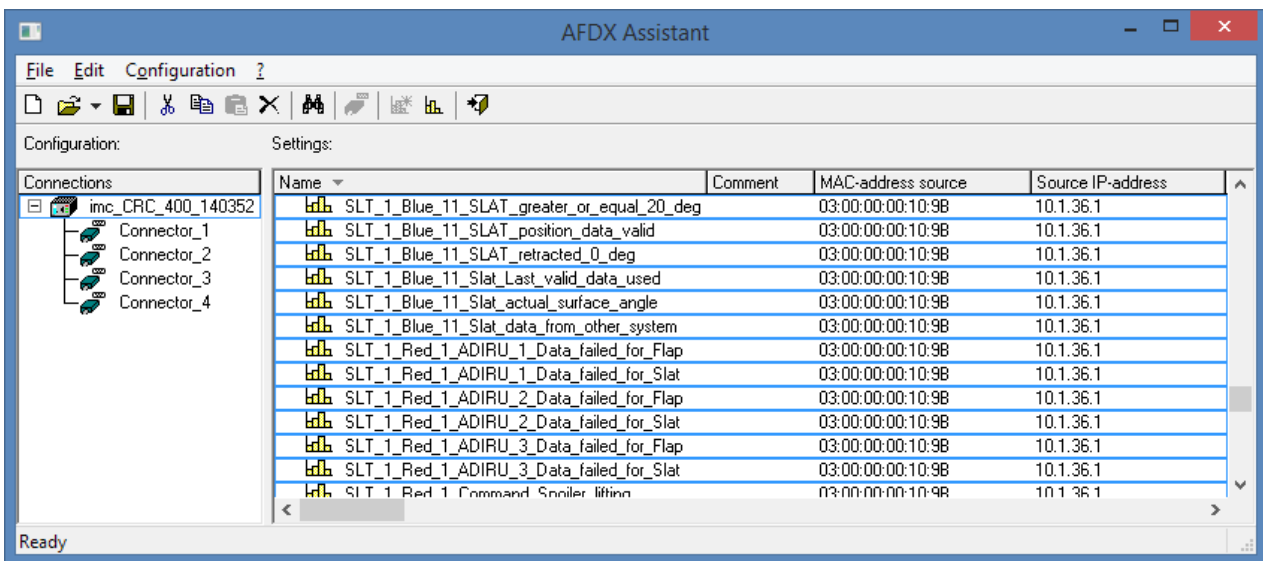 AFDX Assistant
File Edit Configuration ?
Configuration: Settings:
Connections Name Comment MAC-address source Source IP-address
imc_CRC_400_140352 SLT_1_Blue_11_SLAT_greater_or_equal_20_deg 03:00:00:00:10:9B 10.1.36.1
Connector_1 SLT_1_Blue_11_SLAT_position_data_valid 03:00:00:00:10:9B 10.1.36.1
Connector_2 SLT_1_Blue_11_SLAT_retracted_0_deg 03:00:00:00:10:9B 10.1.36.1
Connector_3 SLT_1_Blue_11_Slat_Last_valid_data_used 03:00:00:00:10:9B 10.1.36.1
Connector_4 SLT_1_Blue_11_Slat_actual_surface_angle 03:00:00:00:10:9B 10.1.36.1
SLT_1_Blue_11_Slat_data_from_other_system 03:00:00:00:10:9B 10.1.36.1
SLT_1_Red_1_ADIRU_1_Data_failed_for_Flap 03:00:00:00:10:9B 10.1.36.1
SLT_1_Red_1_ADIRU_1_Data_failed_for_Slat 03:00:00:00:10:9B 10.1.36.1
SLT_1_Red_1_ADIRU_2_Data_failed_for_Flap 03:00:00:00:10:9B 10.1.36.1
SLT_1_Red_1_ADIRU_2_Data_failed_for_Slat 03:00:00:00:10:9B 10.1.36.1
SLT_1_Red_1_ADIRU_3_Data_failed_for_Flap 03:00:00:00:10:9B 10.1.36.1
SLT_1_Red_1_ADIRU_3_Data_failed_for_Slat 03:00:00:00:10:9B 10.1.36.1
SLT_1_Red_1_Command_Spoiler_lifting 03:00:00:00:10:9B 10.1.36.1
Ready